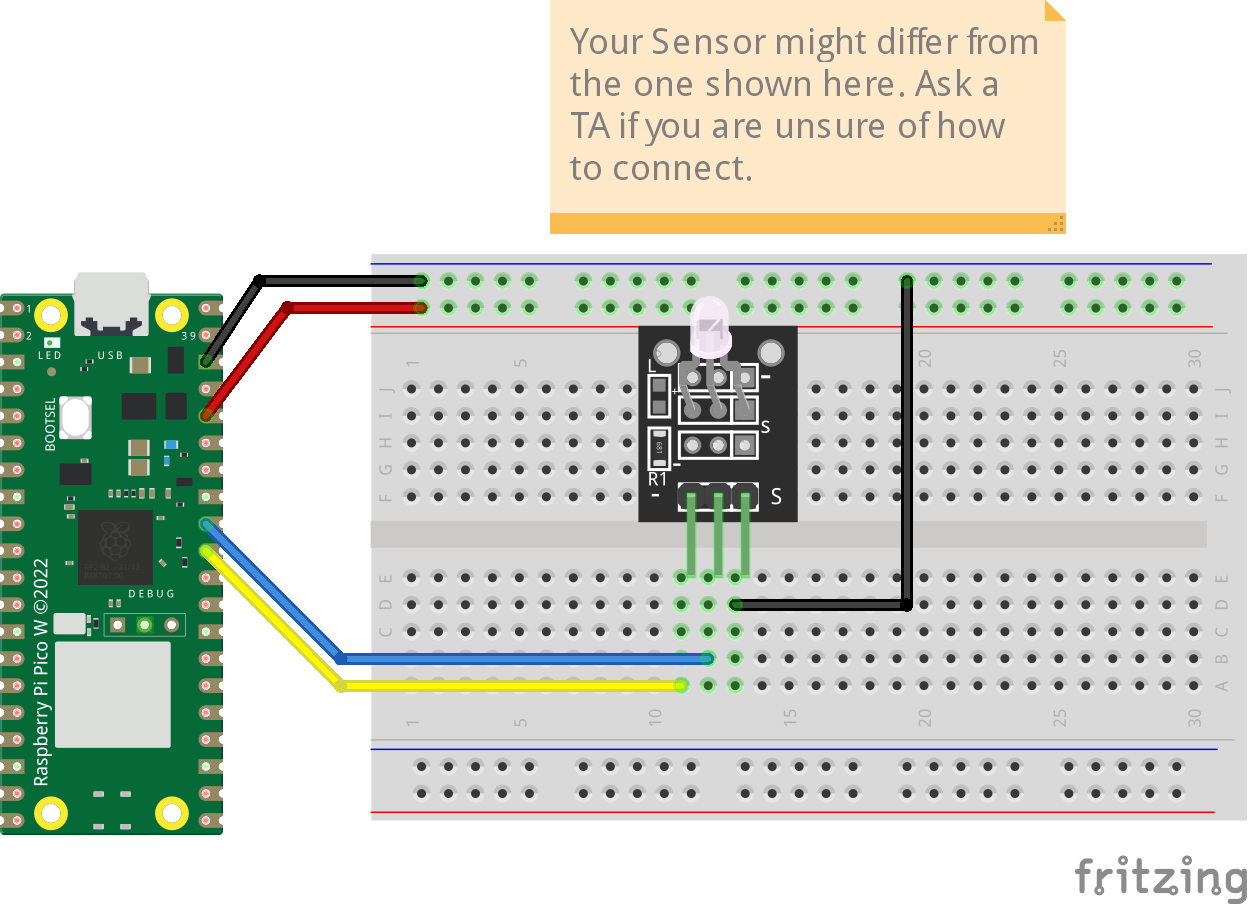 Your Sensor might differ from
the one shown here. Ask a
TA if you are unsure of how
to connect.
1
2
39
LED
USB
BOOTSEL
DEBUG
Raspberry Pi Pico W ©2022
1
5
20
25
30
J
I
H
G
F
J
I
H
G
F
L
+
-
S
-
681
R1
-
S
E
D
C
B
A
E
D
C
B
A
1
5
10
15
20
25
30
fritzing